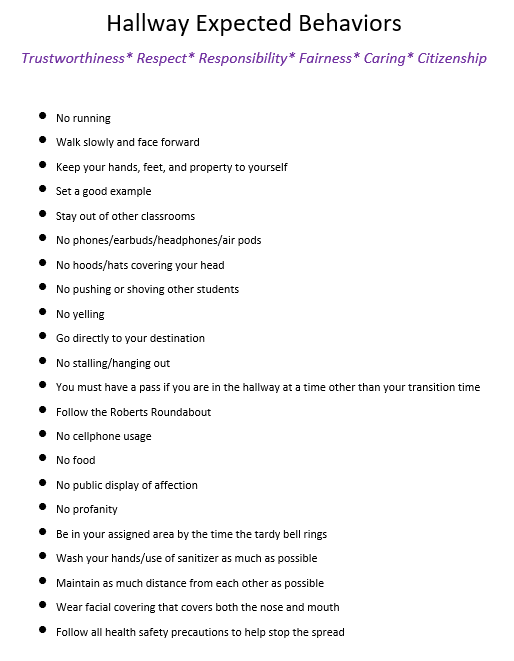 Hallway Expected Behaviors
Trustworthiness* Respect* Responsibility* Fairness* Caring* Citizenship
• No running
• Walk slowly and face forward
• Keep your hands, feet, and property to yourself
• Set a good example
• Stay out of other classrooms
• No phones/earbuds/headphones/air pods
• No hoods/hats covering your head
• No pushing or shoving other students
• No yelling
• Go directly to your destination
• No stalling/hanging out
• You must have a pass if you are in the hallway at a time other than your transition time
• Follow the Roberts Roundabout
• No cellphone usage
• No food
• No public display of affection
• No profanity
• Be in your assigned area by the time the tardy bell rings
• Wash your hands/use of sanitizer as much as possible
• Maintain as much distance from each other as possible
• Wear facial covering that covers both the nose and mouth
• Follow all health safety precautions to help stop the spread